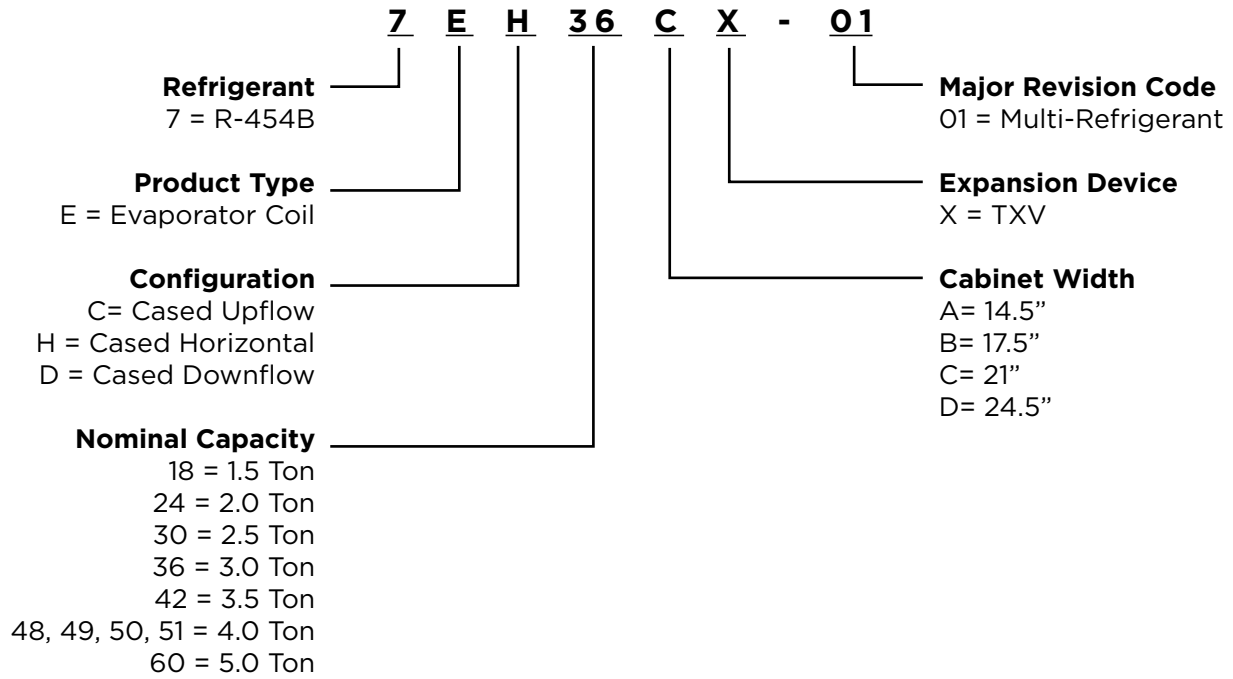 7 E H 36 C X - 01
Refrigerant
7 = R-454B
Product Type
E = Evaporator Coil
Configuration
C= Cased Upflow
H = Cased Horizontal
D = Cased Downflow
Nominal Capacity
18 = 1.5 Ton
24 = 2.0 Ton
30 = 2.5 Ton
36 = 3.0 Ton
42 = 3.5 Ton
48, 49, 50, 51 = 4.0 Ton
60 = 5.0 Ton
Major Revision Code
01 = Multi-Refrigerant
Expansion Device
X = TXV
Cabinet Width
A= 14.5”
B= 17.5”
C= 21”
D= 24.5”